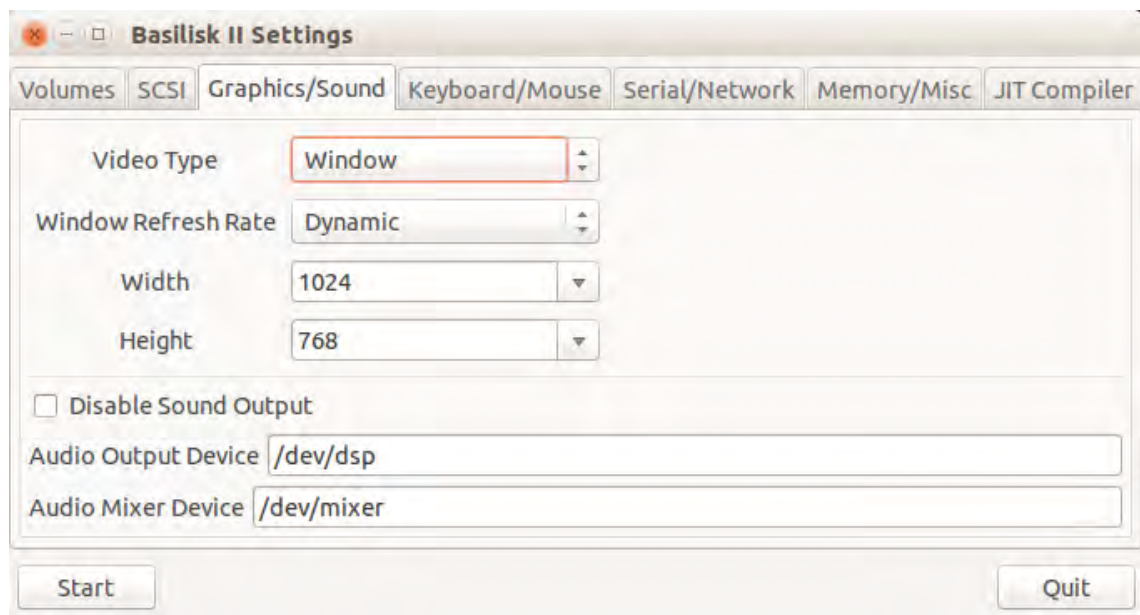 Basilisk II Settings
Volumes SCSI Graphics/Sound Keyboard/Mouse Serial/Network Memory/Misc JIT Compiler
Video Type Window
Window Refresh Rate Dynamic
Width 1024
Height 768
Disable Sound Output
Audio Output Device /dev/dsp
Audio Mixer Device /dev/mixer
Start Quit